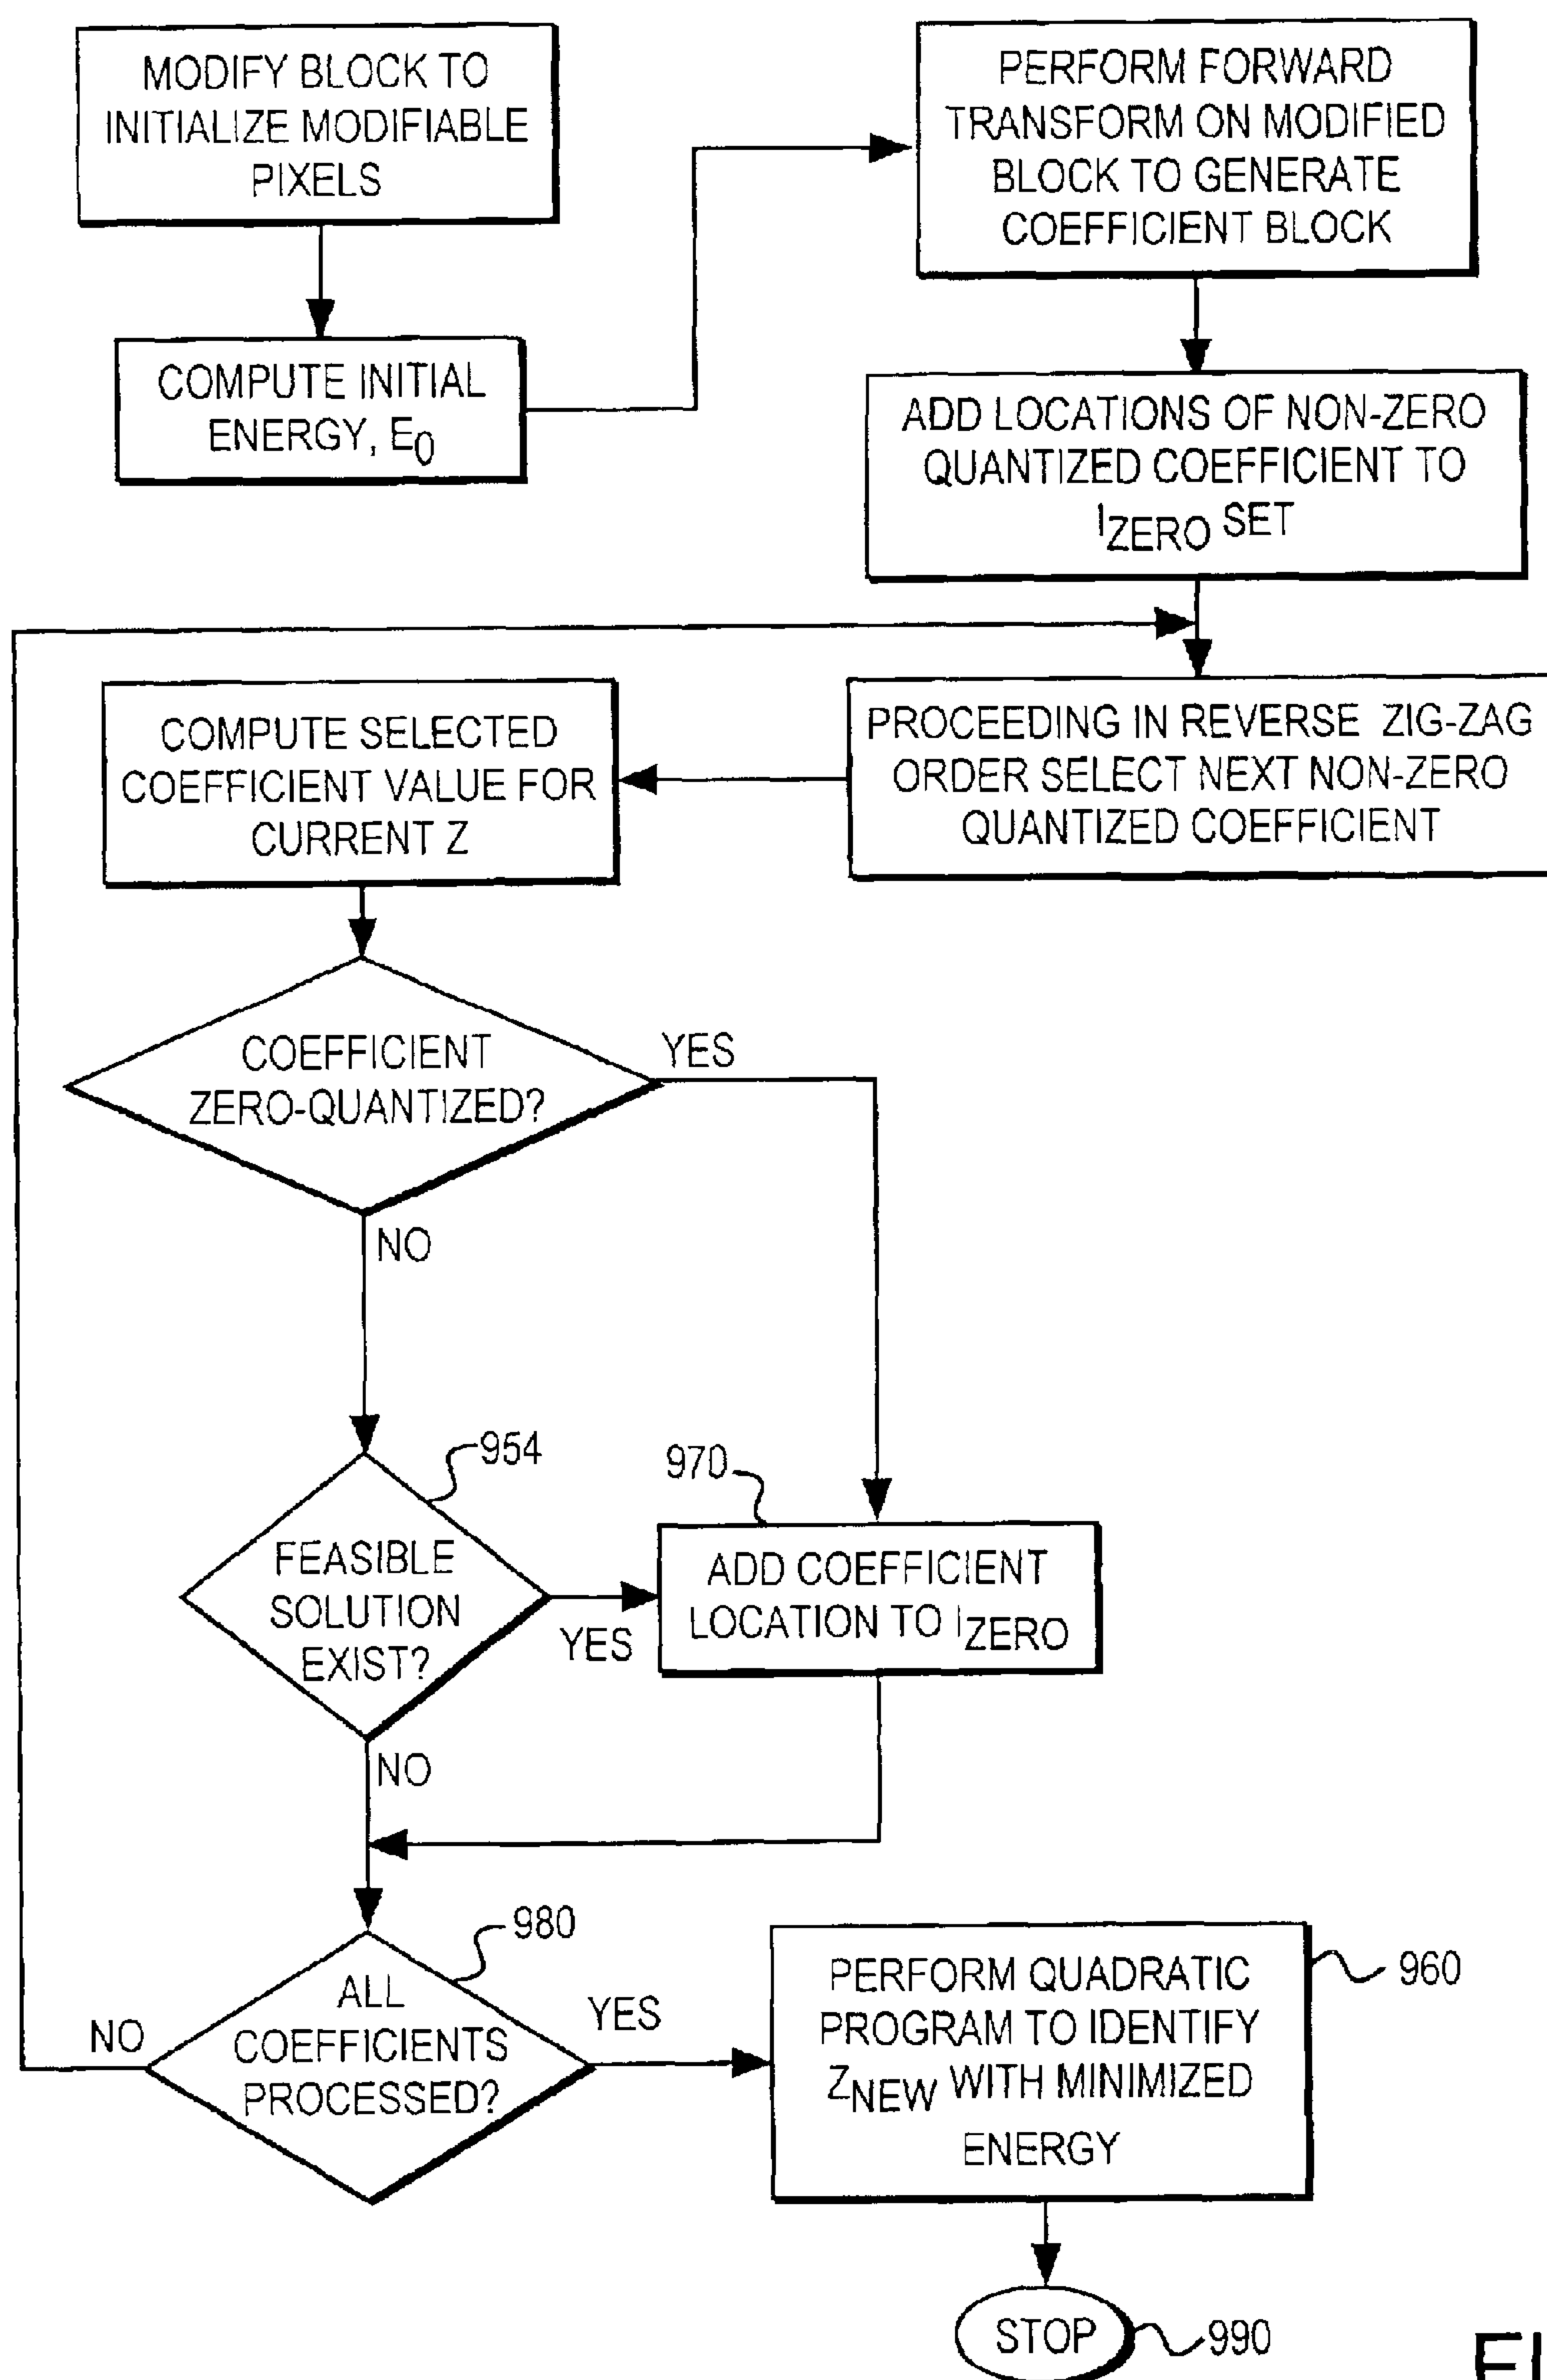 MODIFY BLOCK TO
INITIALIZE MODIFIABLE
PIXELS
COMPUTE INITIAL
ENERGY, E0
PERFORM FORWARD
TRANSFORM ON MODIFIED
BLOCK TO GENERATE
COEFFICIENT BLOCK
ADD LOCATIONS OF NON-ZERO
QUANTIZED COEFFICIENT TO
IZERO SET
PROCEEDING IN REVERSE ZIG-ZAG
ORDER SELECT NEXT NON-ZERO
QUANTIZED COEFFICIENT
COMPUTE SELECTED
COEFFICIENT VALUE FOR
CURRENT Z
COEFFICIENT
ZERO-QUANTIZED?
YES
NO
954
FEASIBLE
SOLUTION
EXIST?
YES
NO
970
ADD COEFFICIENT
LOCATION TO IZERO
980
ALL
COEFFICIENTS
PROCESSED?
NO
YES
960
PERFORM QUADRATIC
PROGRAM TO IDENTIFY
ZNEW WITH MINIMIZED
ENERGY
STOP
990